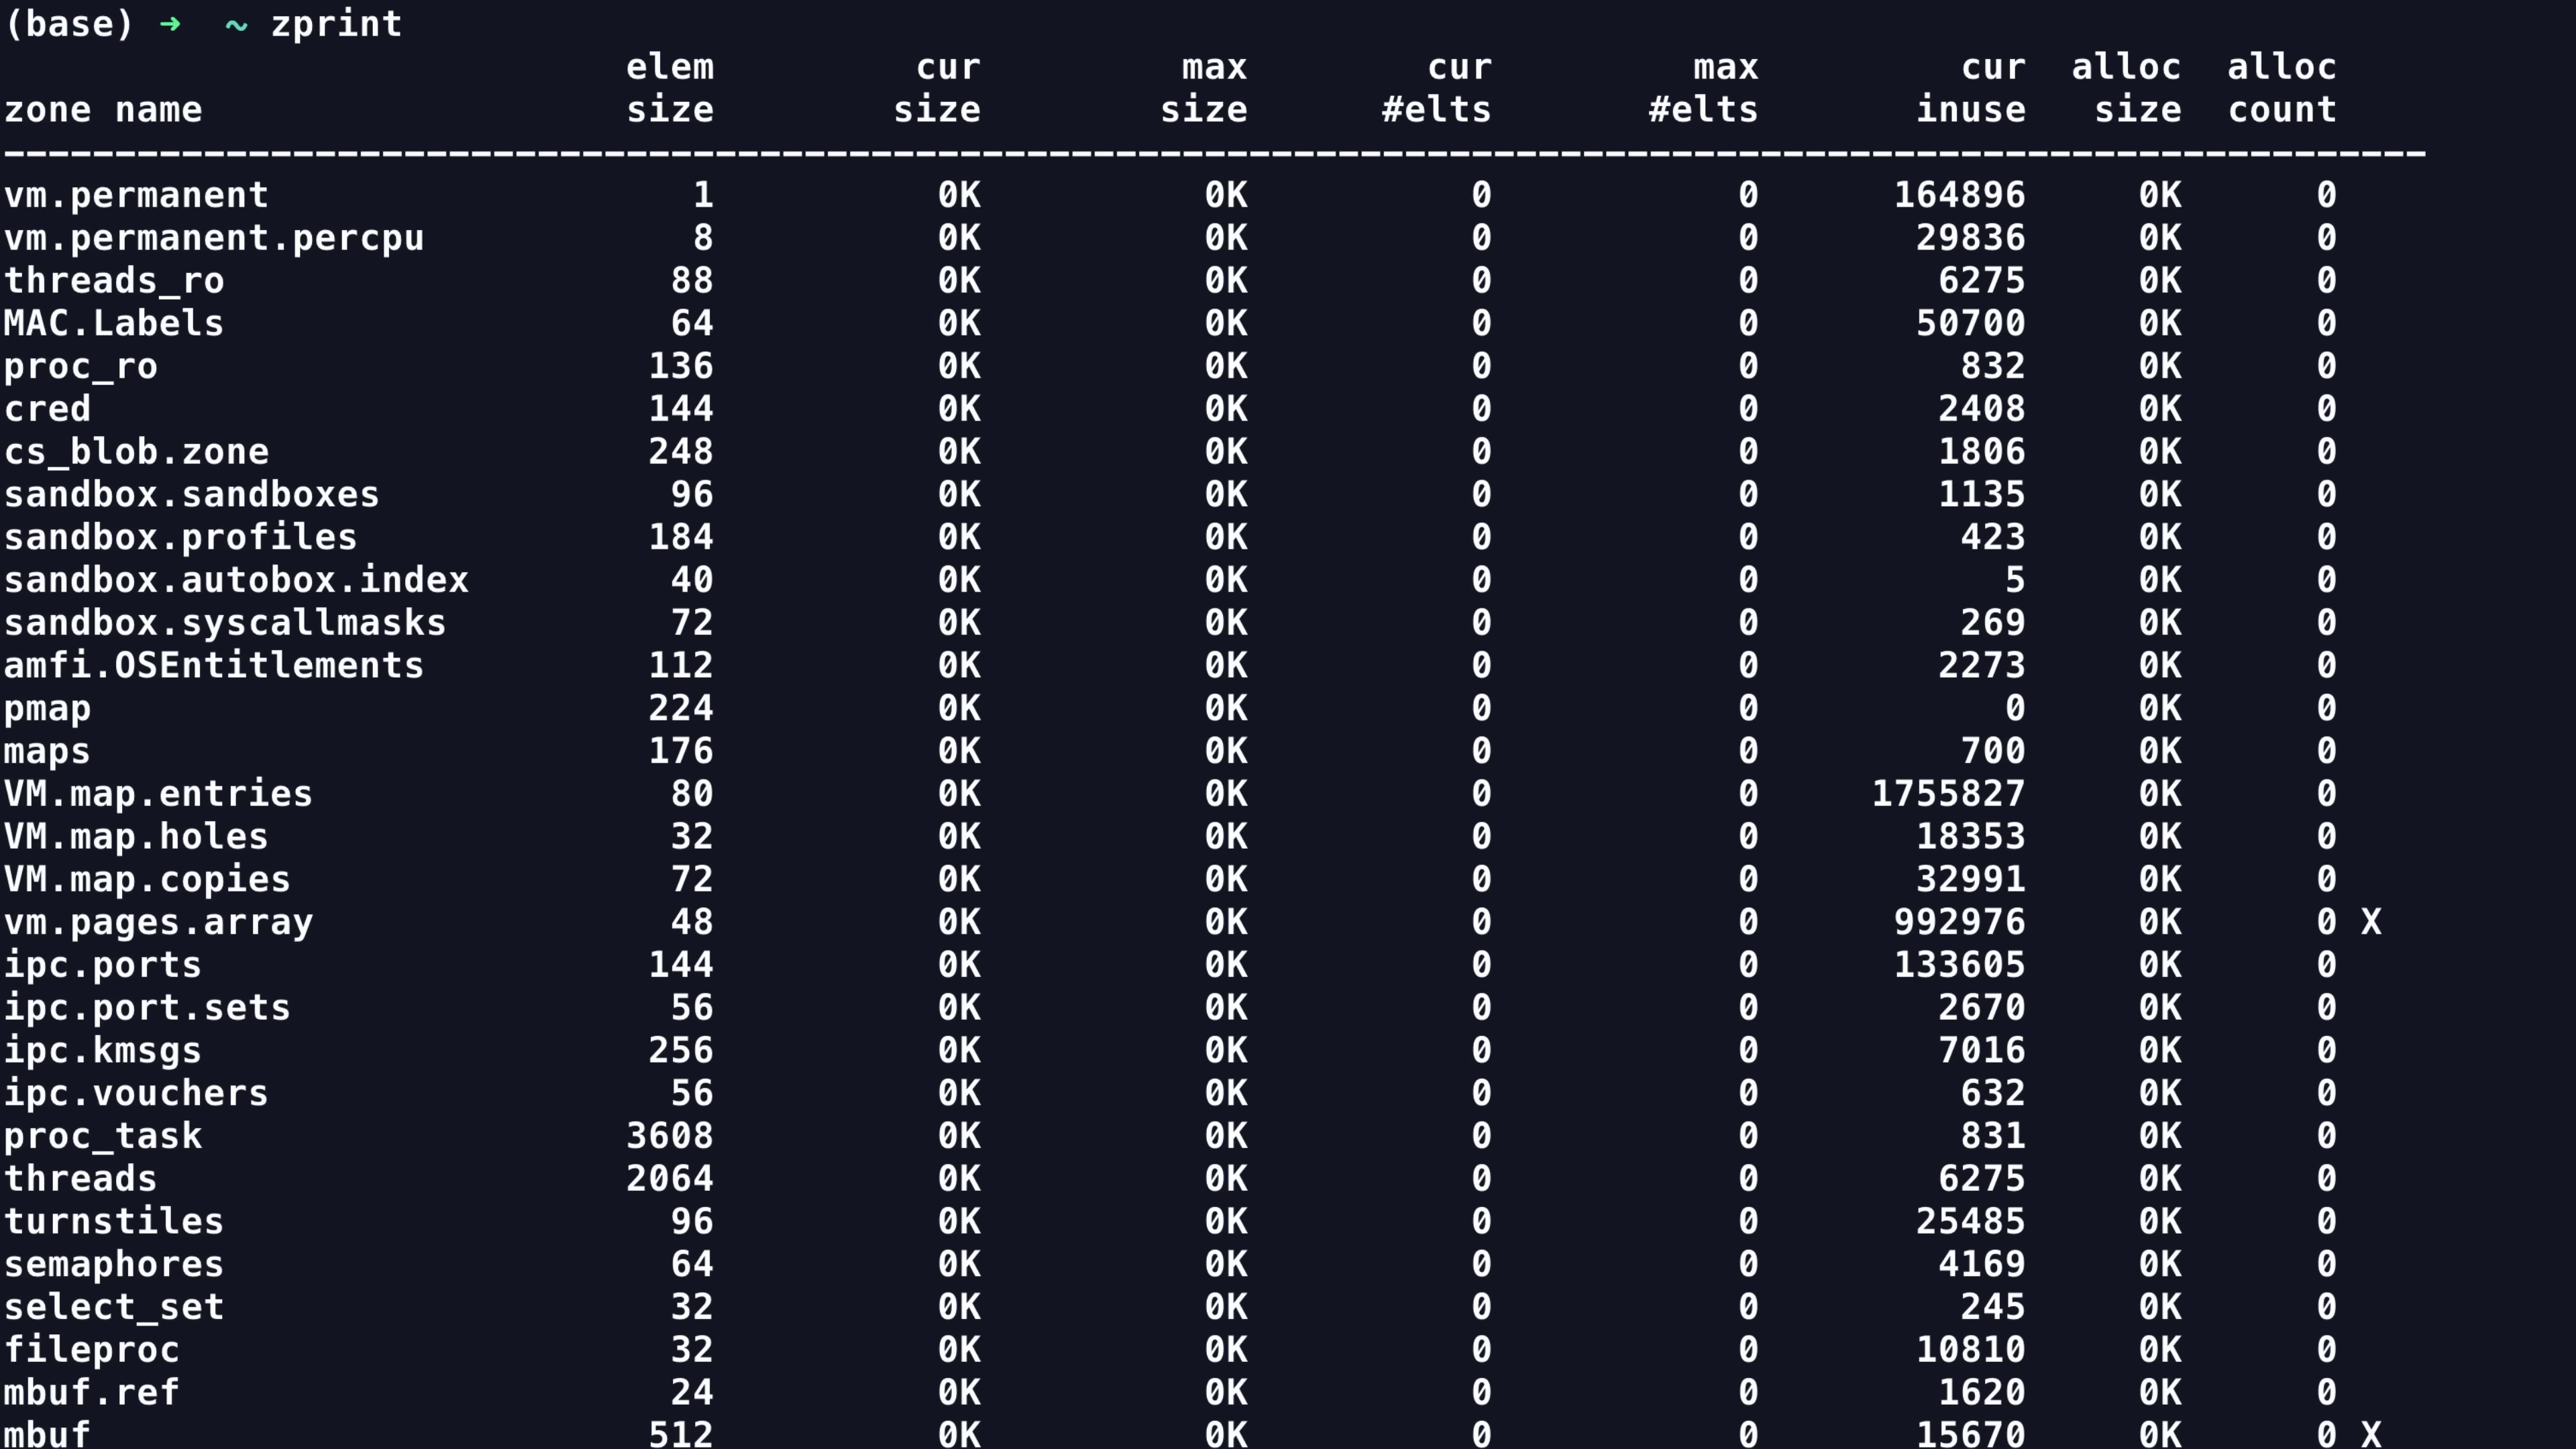 (base) ➜  ~ zprint
                            elem         cur         max        cur         max         cur  alloc  alloc
zone name                   size        size        size      #elts       #elts       inuse   size  count
-------------------------------------------------------------------------------------------------------------
vm.permanent                   1          0K          0K          0           0      164896     0K      0
vm.permanent.percpu            8          0K          0K          0           0       29836     0K      0
threads_ro                    88          0K          0K          0           0        6275     0K      0
MAC.Labels                    64          0K          0K          0           0       50700     0K      0
proc_ro                      136          0K          0K          0           0         832     0K      0
cred                         144          0K          0K          0           0        2408     0K      0
cs_blob.zone                 248          0K          0K          0           0        1806     0K      0
sandbox.sandboxes             96          0K          0K          0           0        1135     0K      0
sandbox.profiles             184          0K          0K          0           0         423     0K      0
sandbox.autobox.index         40          0K          0K          0           0           5     0K      0
sandbox.syscallmasks          72          0K          0K          0           0         269     0K      0
amfi.OSEntitlements          112          0K          0K          0           0        2273     0K      0
pmap                         224          0K          0K          0           0           0     0K      0
maps                         176          0K          0K          0           0         700     0K      0
VM.map.entries                80          0K          0K          0           0     1755827     0K      0
VM.map.holes                  32          0K          0K          0           0       18353     0K      0
VM.map.copies                 72          0K          0K          0           0       32991     0K      0
vm.pages.array                48          0K          0K          0           0      992976     0K      0 X
ipc.ports                    144          0K          0K          0           0      133605     0K      0
ipc.port.sets                 56          0K          0K          0           0        2670     0K      0
ipc.kmsgs                    256          0K          0K          0           0        7016     0K      0
ipc.vouchers                  56          0K          0K          0           0         632     0K      0
proc_task                   3608          0K          0K          0           0         831     0K      0
threads                     2064          0K          0K          0           0        6275     0K      0
turnstiles                    96          0K          0K          0           0       25485     0K      0
semaphores                    64          0K          0K          0           0        4169     0K      0
select_set                    32          0K          0K          0           0         245     0K      0
fileproc                      32          0K          0K          0           0       10810     0K      0
mbuf.ref                      24          0K          0K          0           0        1620     0K      0
mbuf                         512          0K          0K          0           0       15670     0K      0 X